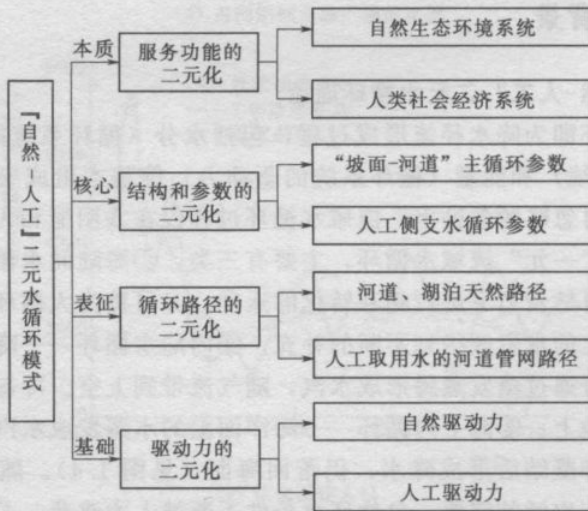 『自然-人工』二元水循环模式
本质
服务功能的
二元化
自然生态环境系统
人类社会经济系统
核心
结构和参数的
二元化
“坡面-河道”主循环参数
人工侧支水循环参数
表征
循环路径的
二元化
河道、湖泊天然路径
人工取用水的河道管网路径
基础
驱动力的
二元化
自然驱动力
人工驱动力